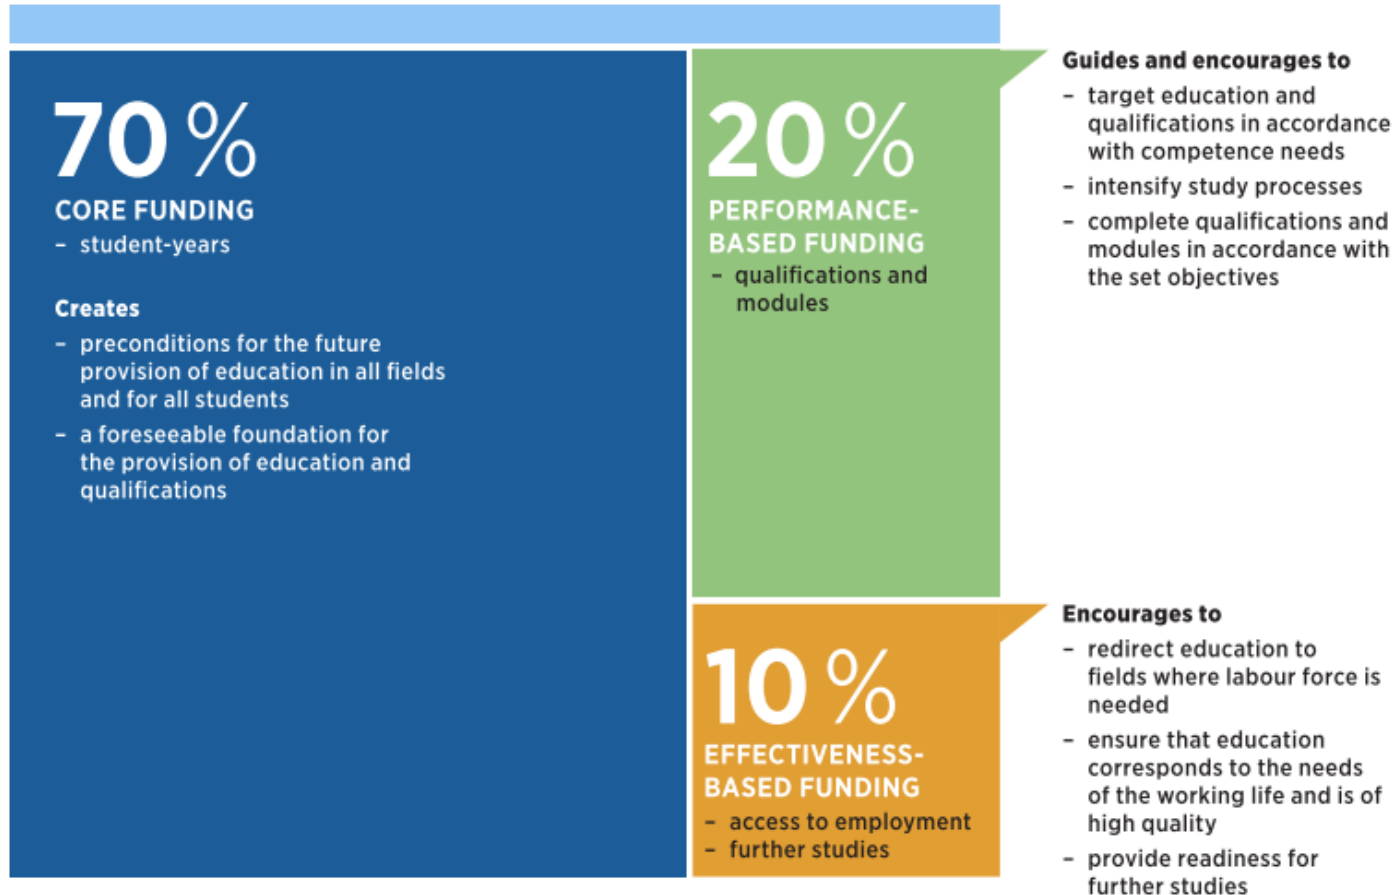 70 %
CORE FUNDING
– student-years
Creates
– preconditions for the future
provision of education in all fields
and for all students
– a foreseeable foundation for
the provision of education and
qualifications
20 %
PERFORMANCE-
BASED FUNDING
– qualifications and
modules
Guides and encourages to
– target education and
qualifications in accordance
with competence needs
– intensify study processes
– complete qualifications and
modules in accordance with
the set objectives
10 %
EFFECTIVENESS-
BASED FUNDING
– access to employment
– further studies
Encourages to
– redirect education to
fields where labour force is
needed
– ensure that education
corresponds to the needs
of the working life and is of
high quality
– provide readiness for
further studies